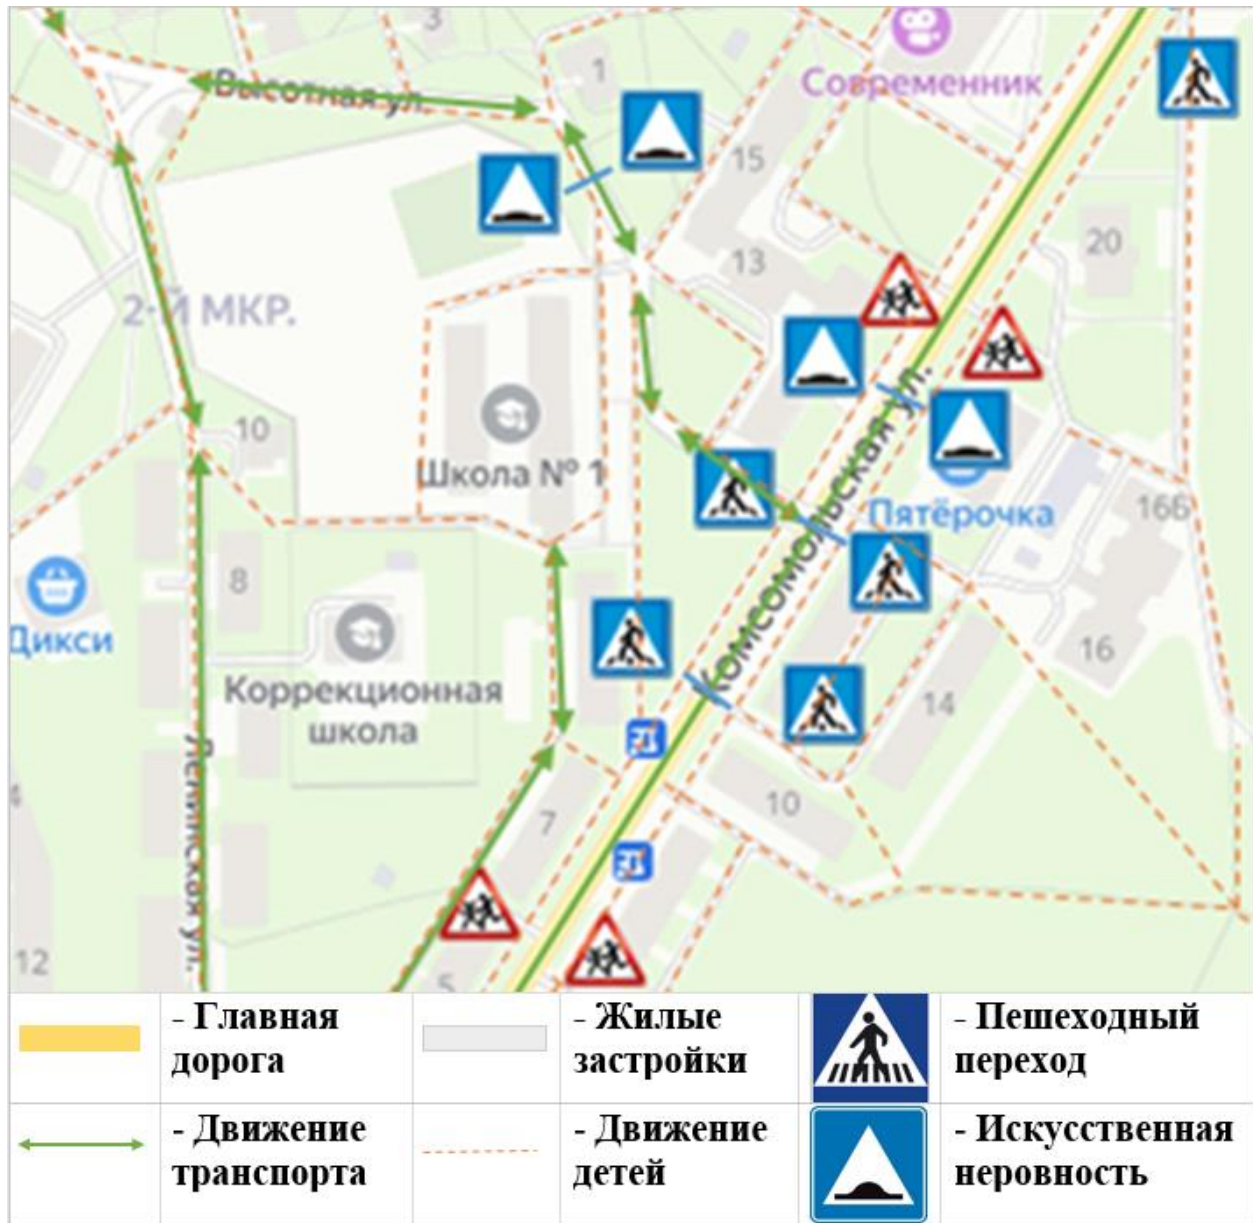 3
1
Современник
Высотная ул.
15
13
20
2-Й МКР.
10
Школа № 1
Комсомольская ул.
Пятёрочка
16Б
8
Дикси
16
Коррекционная
школа
14
Ленинская ул.
4
10
7
12
5
- Главная
дорога
- Жилые
застройки
- Пешеходный
переход
- Движение
транспорта
- Движение
детей
- Искусственная
неровность